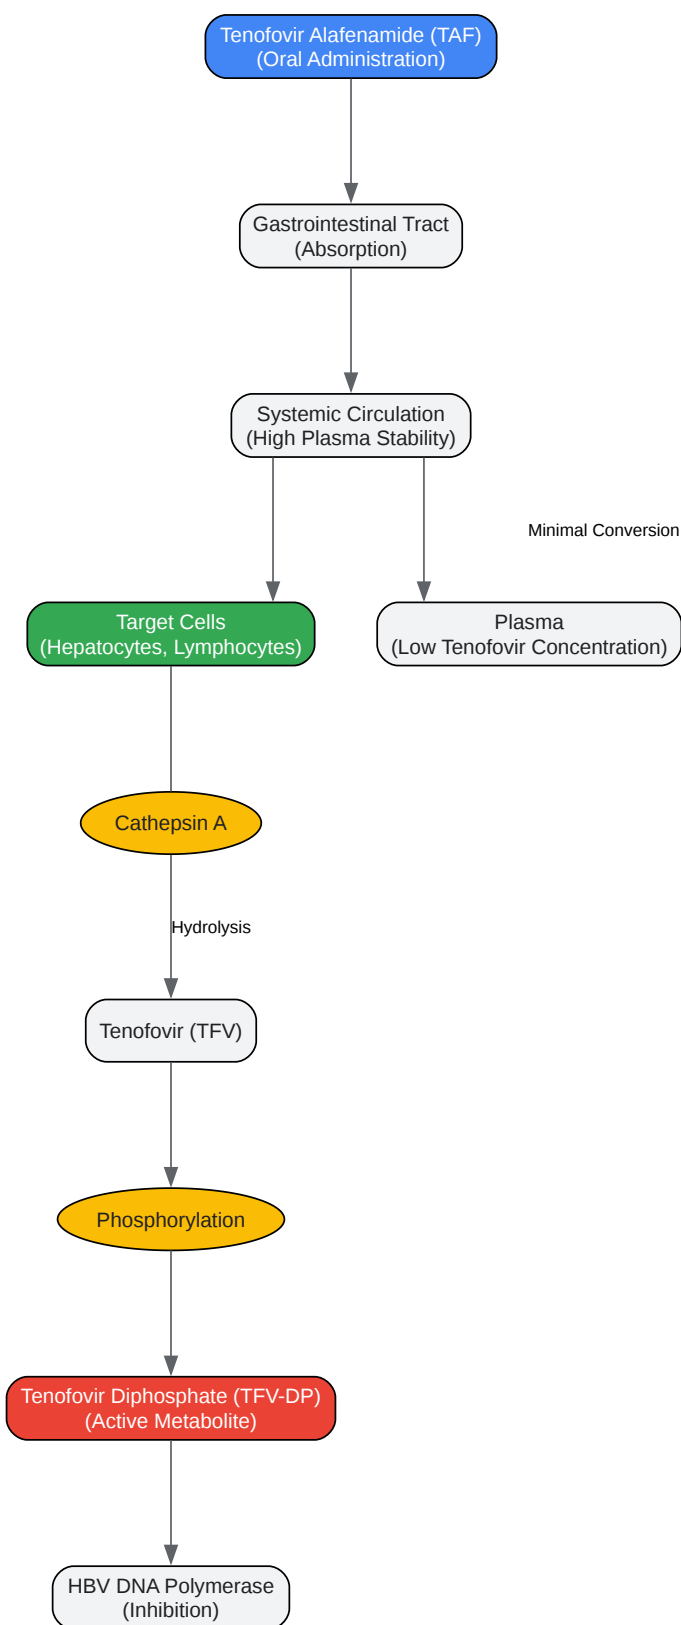 Tenofovir Alafenamide (TAF)
(Oral Administration)
Gastrointestinal Tract
(Absorption)
Systemic Circulation
(High Plasma Stability)
Minimal Conversion
Target Cells
(Hepatocytes, Lymphocytes)
Plasma
(Low Tenofovir Concentration)
Cathepsin A
Hydrolysis
Tenofovir (TFV)
Phosphorylation
Tenofovir Diphosphate (TFV-DP)
(Active Metabolite)
HBV DNA Polymerase
(Inhibition)